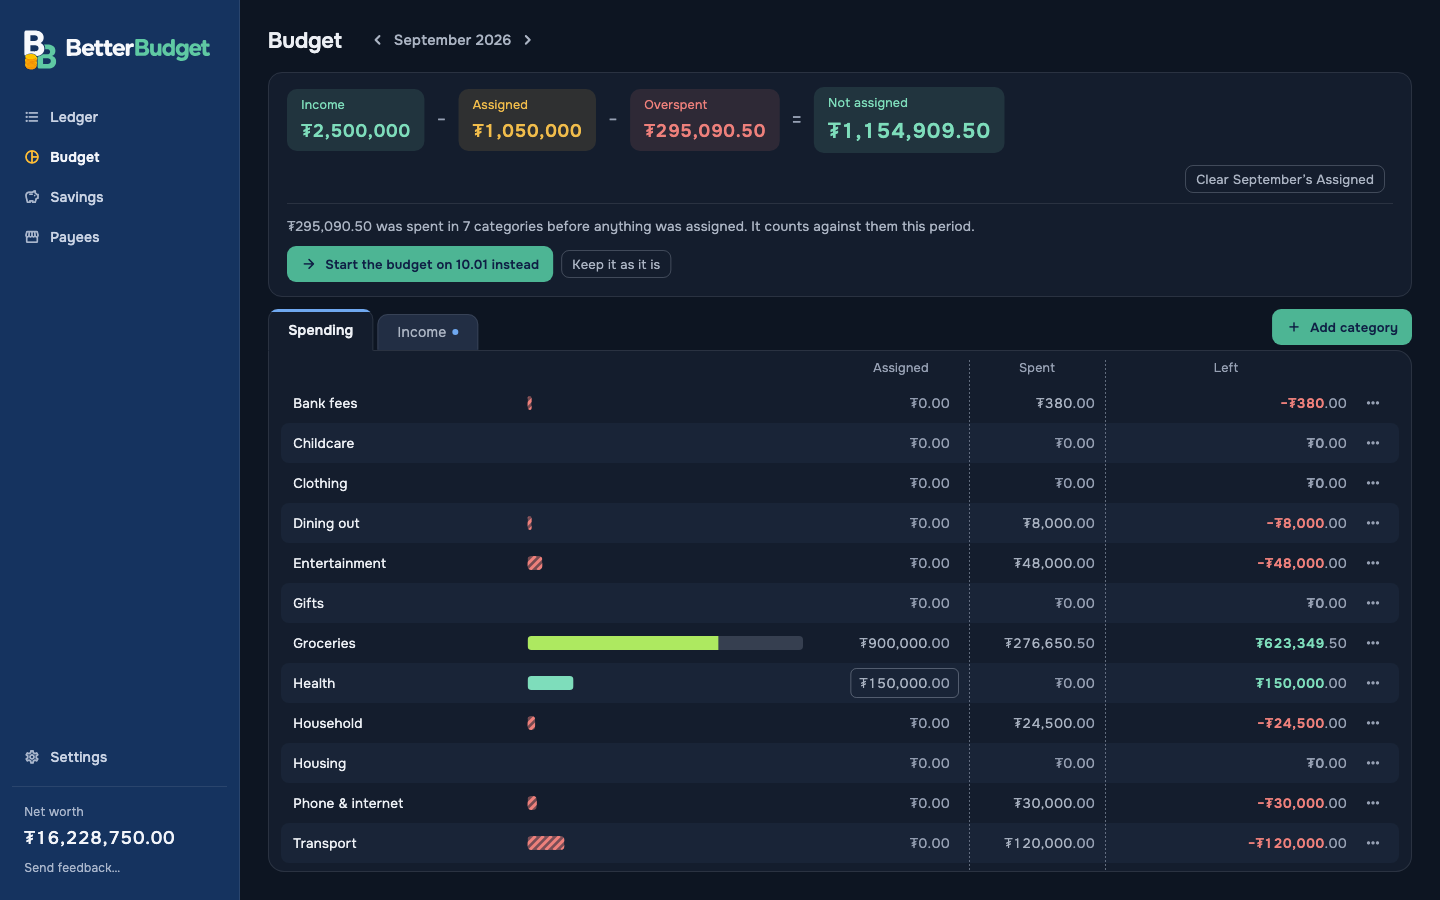 BetterBudget
Ledger
Budget
Savings
Payees
Settings
Net worth
₮16,228,750.00
Send feedback...
Budget
September 2026
Income
₮2,500,000
-
Assigned
₮1,050,000
-
Overspent
₮295,090.50
=
Not assigned
₮1,154,909.50
Clear September's Assigned
₮295,090.50 was spent in 7 categories before anything was assigned. It counts against them this period.
Start the budget on 10.01 instead
Keep it as it is
Spending
Income
Add category
Assigned Spent Left
Bank fees ₮0.00 ₮380.00 -₮380.00
Childcare ₮0.00 ₮0.00 ₮0.00
Clothing ₮0.00 ₮0.00 ₮0.00
Dining out ₮0.00 ₮8,000.00 -₮8,000.00
Entertainment ₮0.00 ₮48,000.00 -₮48,000.00
Gifts ₮0.00 ₮0.00 ₮0.00
Groceries ₮900,000.00 ₮276,650.50 ₮623,349.50
Health ₮150,000.00 ₮0.00 ₮150,000.00
Household ₮0.00 ₮24,500.00 -₮24,500.00
Housing ₮0.00 ₮0.00 ₮0.00
Phone & internet ₮0.00 ₮30,000.00 -₮30,000.00
Transport ₮0.00 ₮120,000.00 -₮120,000.00